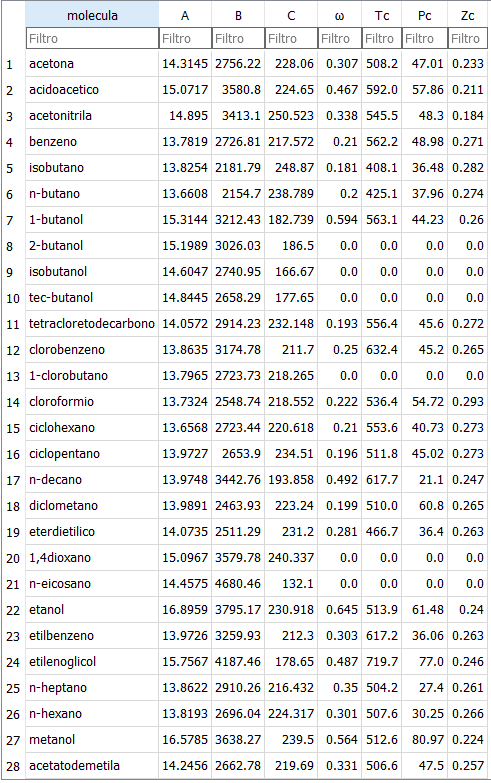 molecula A B C ω Tc Pc Zc
Filtro Filtro Filtro Filtro Filtro Filtro Filtro Filtro
1 acetona 14.3145 2756.22 228.06 0.307 508.2 47.01 0.233
2 acidoacetico 15.0717 3580.8 224.65 0.467 592.0 57.86 0.211
3 acetonitrila 14.895 3413.1 250.523 0.338 545.5 48.3 0.184
4 benzeno 13.7819 2726.81 217.572 0.21 562.2 48.98 0.271
5 isobutano 13.8254 2181.79 248.87 0.181 408.1 36.48 0.282
6 n-butano 13.6608 2154.7 238.789 0.2 425.1 37.96 0.274
7 1-butanol 15.3144 3212.43 182.739 0.594 563.1 44.23 0.26
8 2-butanol 15.1989 3026.03 186.5 0.0 0.0 0.0 0.0
9 isobutanol 14.6047 2740.95 166.67 0.0 0.0 0.0 0.0
10 tec-butanol 14.8445 2658.29 177.65 0.0 0.0 0.0 0.0
11 tetracloretodecarbono 14.0572 2914.23 232.148 0.193 556.4 45.6 0.272
12 clorobenzeno 13.8635 3174.78 211.7 0.25 632.4 45.2 0.265
13 1-clorobutano 13.7965 2723.73 218.265 0.0 0.0 0.0 0.0
14 cloroformio 13.7324 2548.74 218.552 0.222 536.4 54.72 0.293
15 ciclohexano 13.6568 2723.44 220.618 0.21 553.6 40.73 0.273
16 ciclopentano 13.9727 2653.9 234.51 0.196 511.8 45.02 0.273
17 n-decano 13.9748 3442.76 193.858 0.492 617.7 21.1 0.247
18 diclometano 13.9891 2463.93 223.24 0.199 510.0 60.8 0.265
19 eterdietilico 14.0735 2511.29 231.2 0.281 466.7 36.4 0.263
20 1,4dioxano 15.0967 3579.78 240.337 0.0 0.0 0.0 0.0
21 n-eicosano 14.4575 4680.46 132.1 0.0 0.0 0.0 0.0
22 etanol 16.8959 3795.17 230.918 0.645 513.9 61.48 0.24
23 etilbenzeno 13.9726 3259.93 212.3 0.303 617.2 36.06 0.263
24 etilenoglicol 15.7567 4187.46 178.65 0.487 719.7 77.0 0.246
25 n-heptano 13.8622 2910.26 216.432 0.35 504.2 27.4 0.261
26 n-hexano 13.8193 2696.04 224.317 0.301 507.6 30.25 0.266
27 metanol 16.5785 3638.27 239.5 0.564 512.6 80.97 0.224
28 acetatodemetila 14.2456 2662.78 219.69 0.331 506.6 47.5 0.257